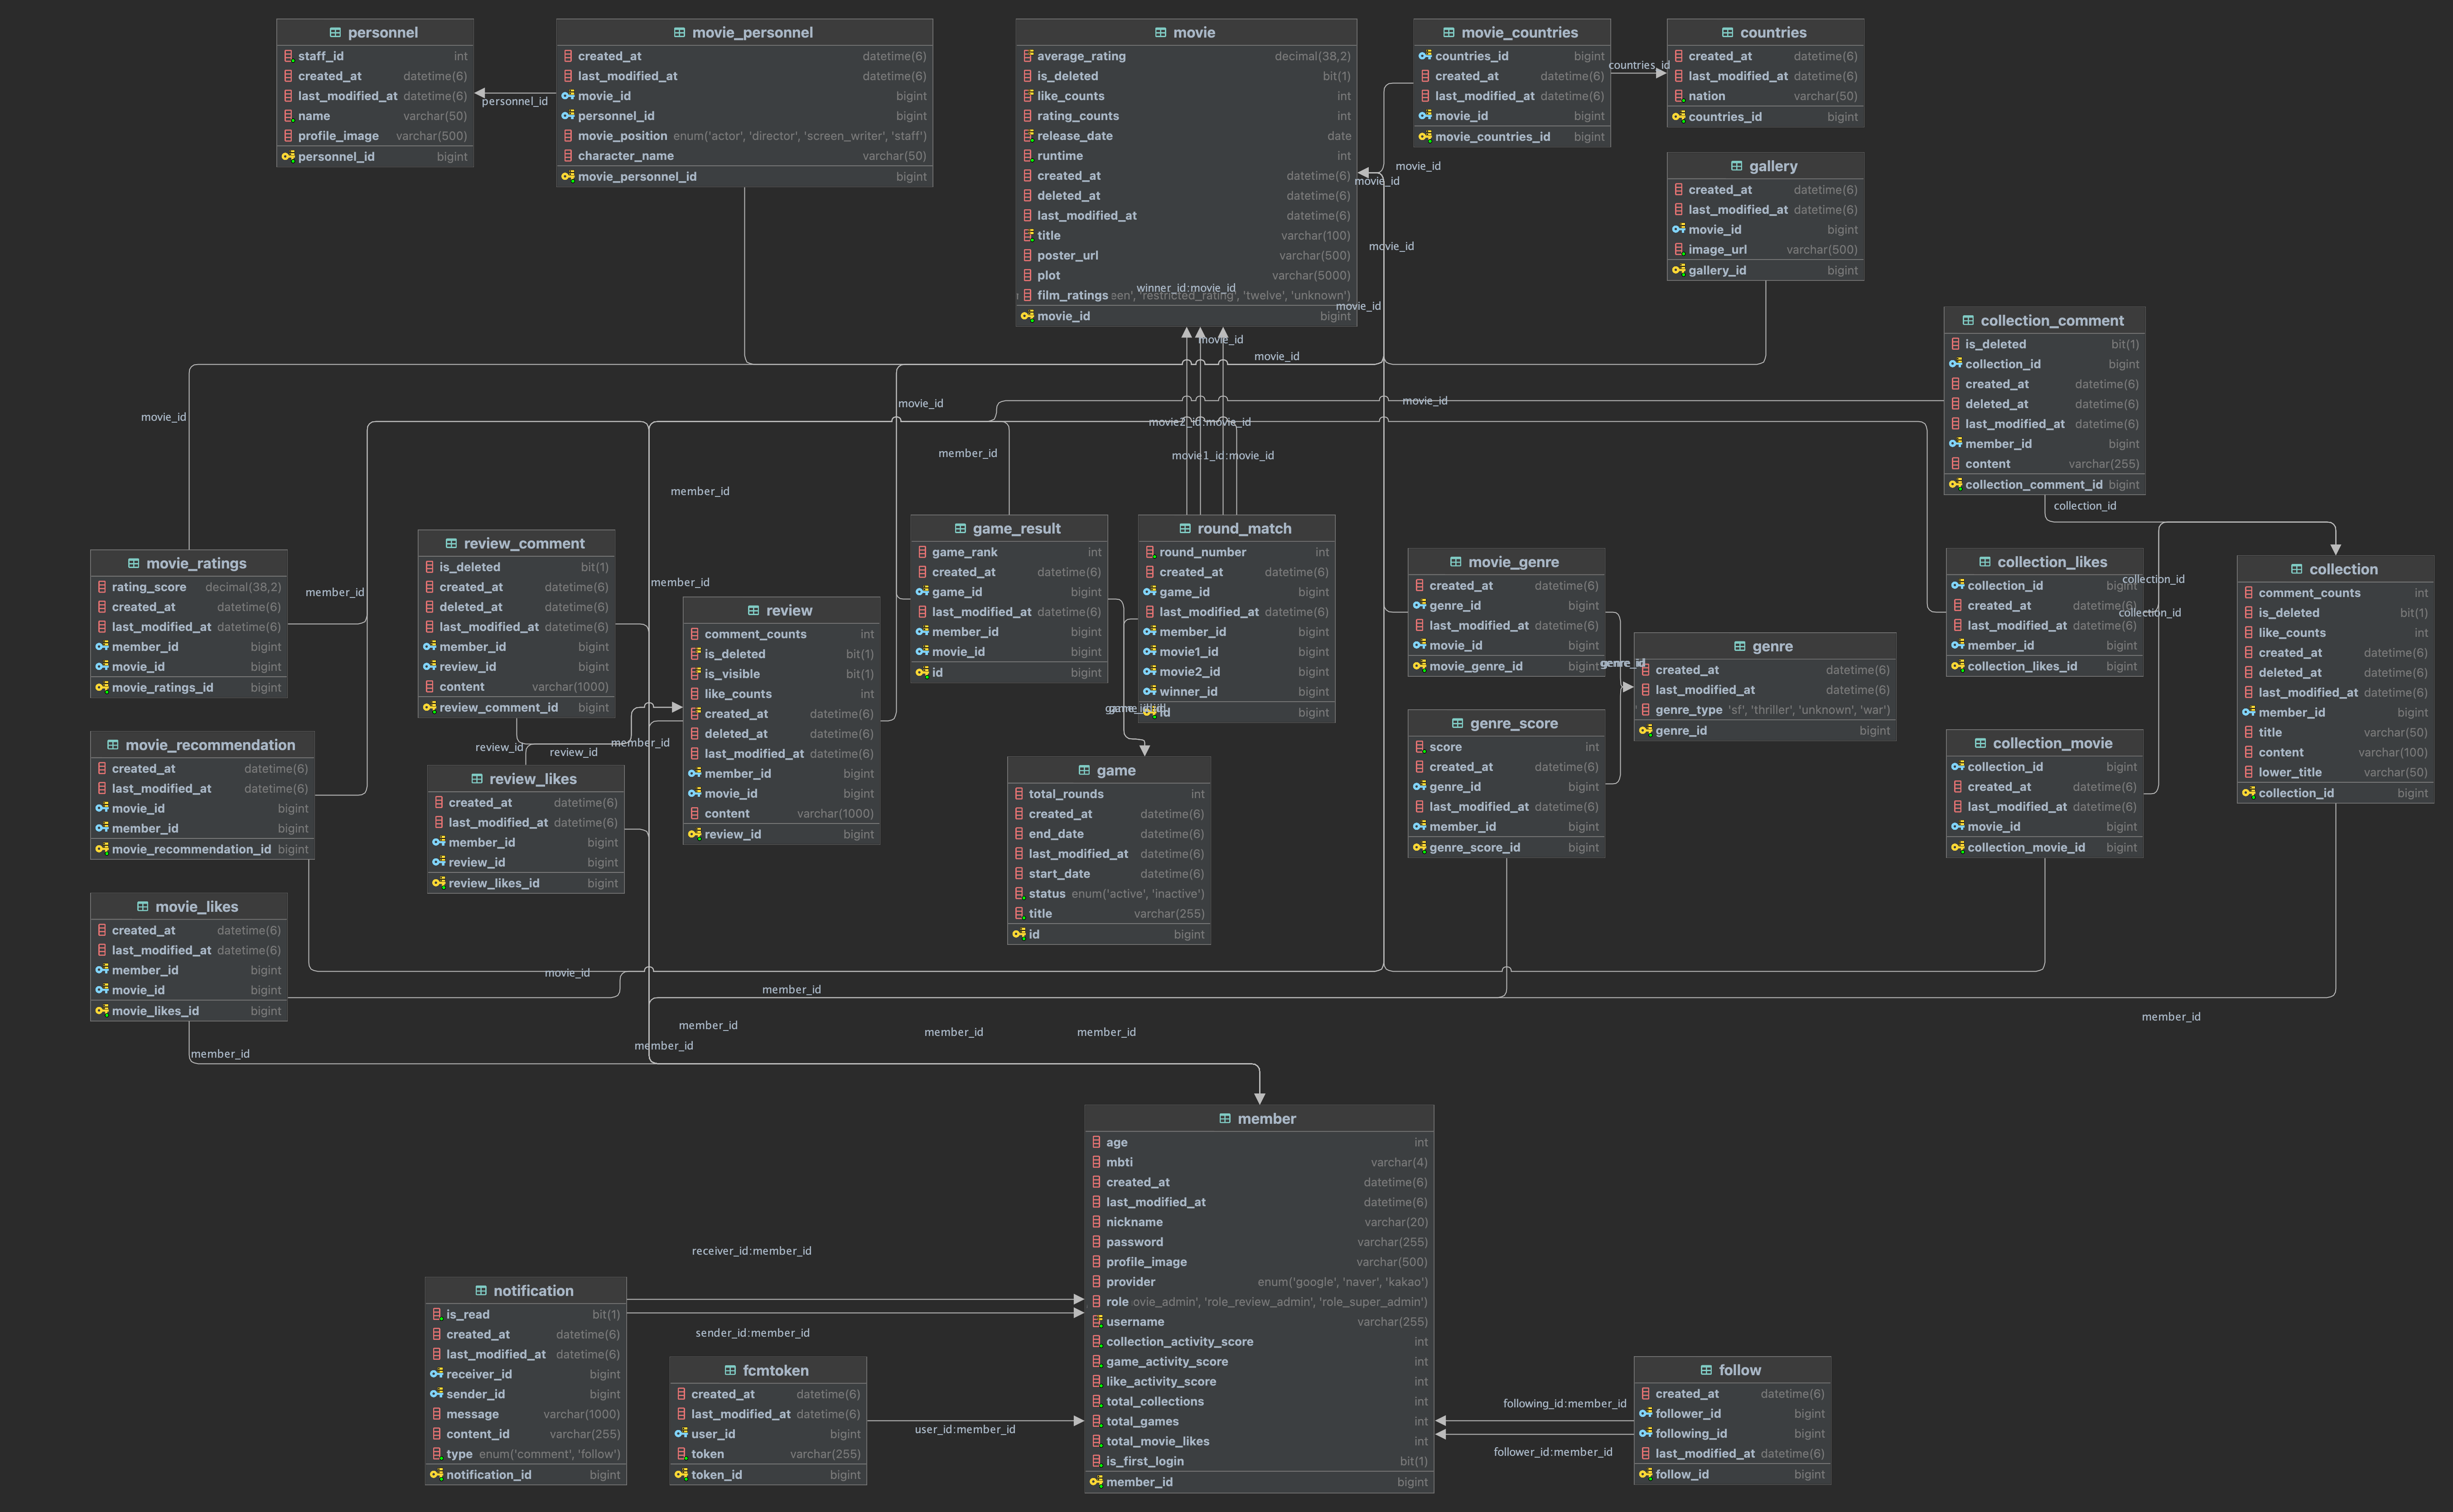 personnel
staff_id int
created_at datetime(6)
last_modified_at datetime(6)
name varchar(50)
profile_image varchar(500)
personnel_id bigint
personnel_id
movie_personnel
created_at datetime(6)
last_modified_at datetime(6)
movie_id bigint
personnel_id bigint
movie_position enum('actor', 'director', 'screen_writer', 'staff')
character_name varchar(50)
movie_personnel_id bigint
movie
average_rating decimal(38,2)
is_deleted bit(1)
like_counts int
rating_counts int
release_date date
runtime int
created_at datetime(6)
deleted_at datetime(6)
last_modified_at datetime(6)
title varchar(100)
poster_url varchar(500)
plot varchar(5000)
film_ratings een', 'restricted_rating', 'twelve', 'unknown')
winner_id:movie_id
movie_id bigint
movie_countries
countries_id bigint
created_at datetime(6)
last_modified_at datetime(6)
movie_id bigint
movie_countries_id bigint
countries_id
countries
created_at datetime(6)
last_modified_at datetime(6)
nation varchar(50)
countries_id bigint
movie_id
movie_id
movie_id
movie_id
movie_id
movie_id
gallery
created_at datetime(6)
last_modified_at datetime(6)
movie_id bigint
image_url varchar(500)
gallery_id bigint
collection_comment
is_deleted bit(1)
collection_id bigint
created_at datetime(6)
deleted_at datetime(6)
last_modified_at datetime(6)
member_id bigint
content varchar(255)
collection_comment_id bigint
collection_id
movie_id
movie_id
movie_id
movie2_id:movie_id
movie1_id:movie_id
member_id
member_id
member_id
member_id
movie_ratings
rating_score decimal(38,2)
created_at datetime(6)
last_modified_at datetime(6)
member_id bigint
movie_id bigint
movie_ratings_id bigint
review_comment
is_deleted bit(1)
created_at datetime(6)
deleted_at datetime(6)
last_modified_at datetime(6)
member_id bigint
review_id bigint
content varchar(1000)
review_comment_id bigint
review_id
review_id
member_id
review
comment_counts int
is_deleted bit(1)
is_visible bit(1)
like_counts int
created_at datetime(6)
deleted_at datetime(6)
last_modified_at datetime(6)
member_id bigint
movie_id bigint
content varchar(1000)
review_id bigint
game_result
game_rank int
created_at datetime(6)
game_id bigint
last_modified_at datetime(6)
member_id bigint
movie_id bigint
id bigint
round_match
round_number int
created_at datetime(6)
game_id bigint
last_modified_at datetime(6)
member_id bigint
movie1_id bigint
movie2_id bigint
winner_id bigint
id bigint
movie_genre
created_at datetime(6)
genre_id bigint
last_modified_at datetime(6)
movie_id bigint
movie_genre_id bigint
genre_id
genre
created_at datetime(6)
last_modified_at datetime(6)
genre_type 'sf', 'thriller', 'unknown', 'war')
genre_id bigint
collection_likes
collection_id bigint
created_at datetime(6)
last_modified_at datetime(6)
member_id bigint
collection_likes_id bigint
collection_id
collection_id
collection
comment_counts int
is_deleted bit(1)
like_counts int
created_at datetime(6)
deleted_at datetime(6)
last_modified_at datetime(6)
member_id bigint
title varchar(50)
content varchar(100)
lower_title varchar(50)
collection_id bigint
movie_recommendation
created_at datetime(6)
last_modified_at datetime(6)
movie_id bigint
member_id bigint
movie_recommendation_id bigint
review_likes
created_at datetime(6)
last_modified_at datetime(6)
member_id bigint
review_id bigint
review_likes_id bigint
game
total_rounds int
created_at datetime(6)
end_date datetime(6)
last_modified_at datetime(6)
start_date datetime(6)
status enum('active', 'inactive')
title varchar(255)
id bigint
genre_score
score int
created_at datetime(6)
genre_id bigint
last_modified_at datetime(6)
member_id bigint
genre_score_id bigint
collection_movie
collection_id bigint
created_at datetime(6)
last_modified_at datetime(6)
movie_id bigint
collection_movie_id bigint
movie_likes
created_at datetime(6)
last_modified_at datetime(6)
member_id bigint
movie_id bigint
movie_likes_id bigint
movie_id
member_id
member_id
member_id
member_id
member_id
member_id
member_id
member
age int
mbti varchar(4)
created_at datetime(6)
last_modified_at datetime(6)
nickname varchar(20)
password varchar(255)
profile_image varchar(500)
provider enum('google', 'naver', 'kakao')
role ovie_admin', 'role_review_admin', 'role_super_admin')
username varchar(255)
collection_activity_score int
game_activity_score int
like_activity_score int
total_collections int
total_games int
total_movie_likes int
is_first_login bit(1)
member_id bigint
receiver_id:member_id
sender_id:member_id
notification
is_read bit(1)
created_at datetime(6)
last_modified_at datetime(6)
receiver_id bigint
sender_id bigint
message varchar(1000)
content_id varchar(255)
type enum('comment', 'follow')
notification_id bigint
fcmtoken
created_at datetime(6)
last_modified_at datetime(6)
user_id bigint
token varchar(255)
token_id bigint
user_id:member_id
following_id:member_id
follower_id:member_id
follow
created_at datetime(6)
follower_id bigint
following_id bigint
last_modified_at datetime(6)
follow_id bigint